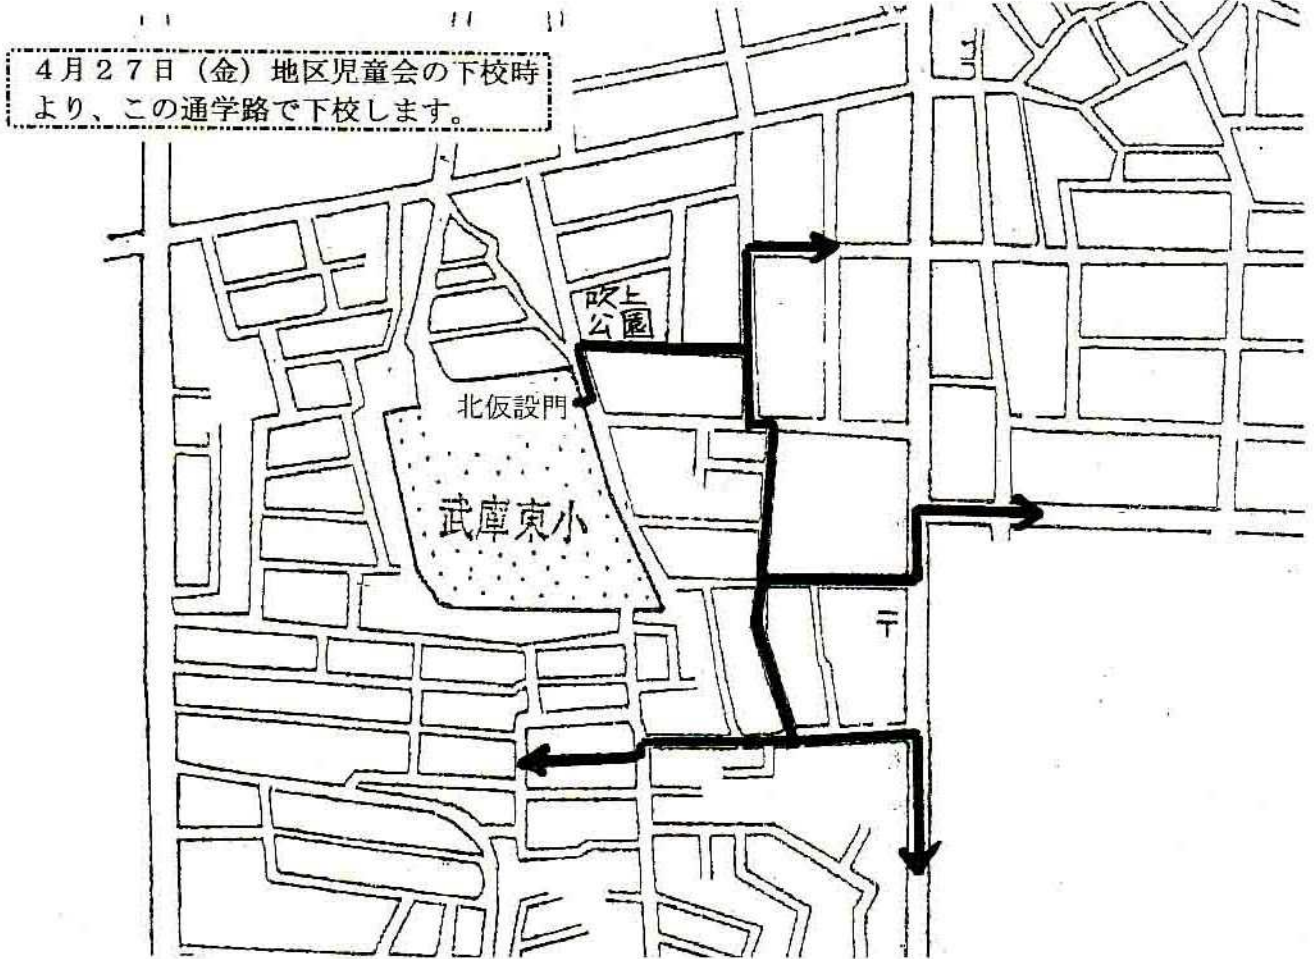 4月27日（金）地区児童会の下校時
より、この通学路で下校します。
吹上
公園
北仮設門
武庫東小
〒